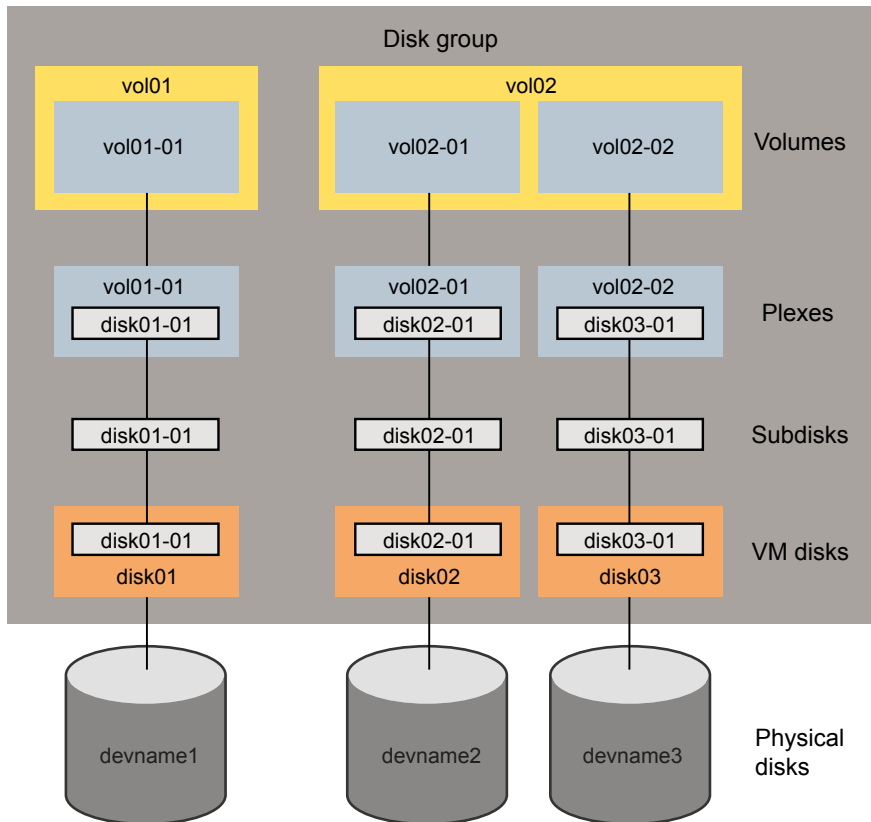 Disk group
vol01
vol02
vol01-01
vol02-01
vol02-02
Volumes
vol01-01
vol02-01
vol02-02
Plexes
disk01-01
disk02-01
disk03-01
disk01-01
disk02-01
disk03-01
Subdisks
disk01-01
disk02-01
disk03-01
VM disks
disk01
disk02
disk03
devname1
devname2
devname3
Physical
disks